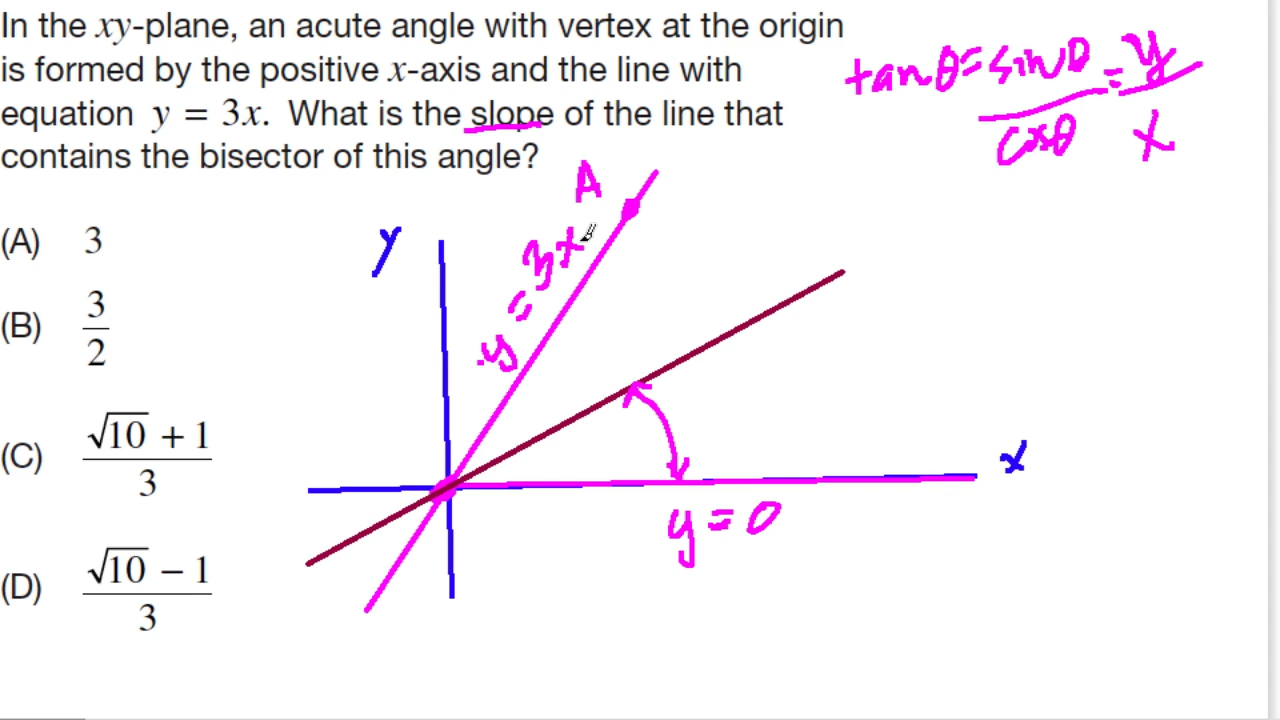 In the xy-plane, an acute angle with vertex at the origin
is formed by the positive x-axis and the line with
equation y = 3x. What is the slope of the line that
contains the bisector of this angle?
tanθ = sinθ/cosθ = y/x
(A) 3
(B) 3/2
(C) (√10 + 1)/3
(D) (√10 − 1)/3
A
y = 3x
y
x
y = 0